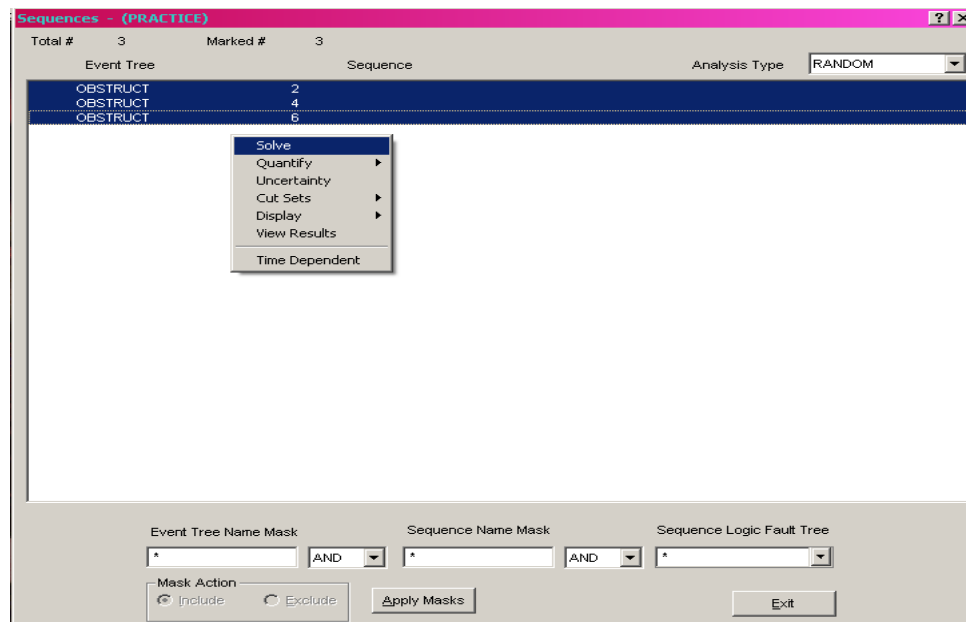 Sequences - (PRACTICE)
Total # 3 Marked # 3
Event Tree Sequence Analysis Type RANDOM
OBSTRUCT 2
OBSTRUCT 4
OBSTRUCT 6
Solve
Quantify
Uncertainty
Cut Sets
Display
View Results
Time Dependent
Event Tree Name Mask Sequence Name Mask Sequence Logic Fault Tree
* AND * AND *
Mask Action
Include Exclude Apply Masks Exit